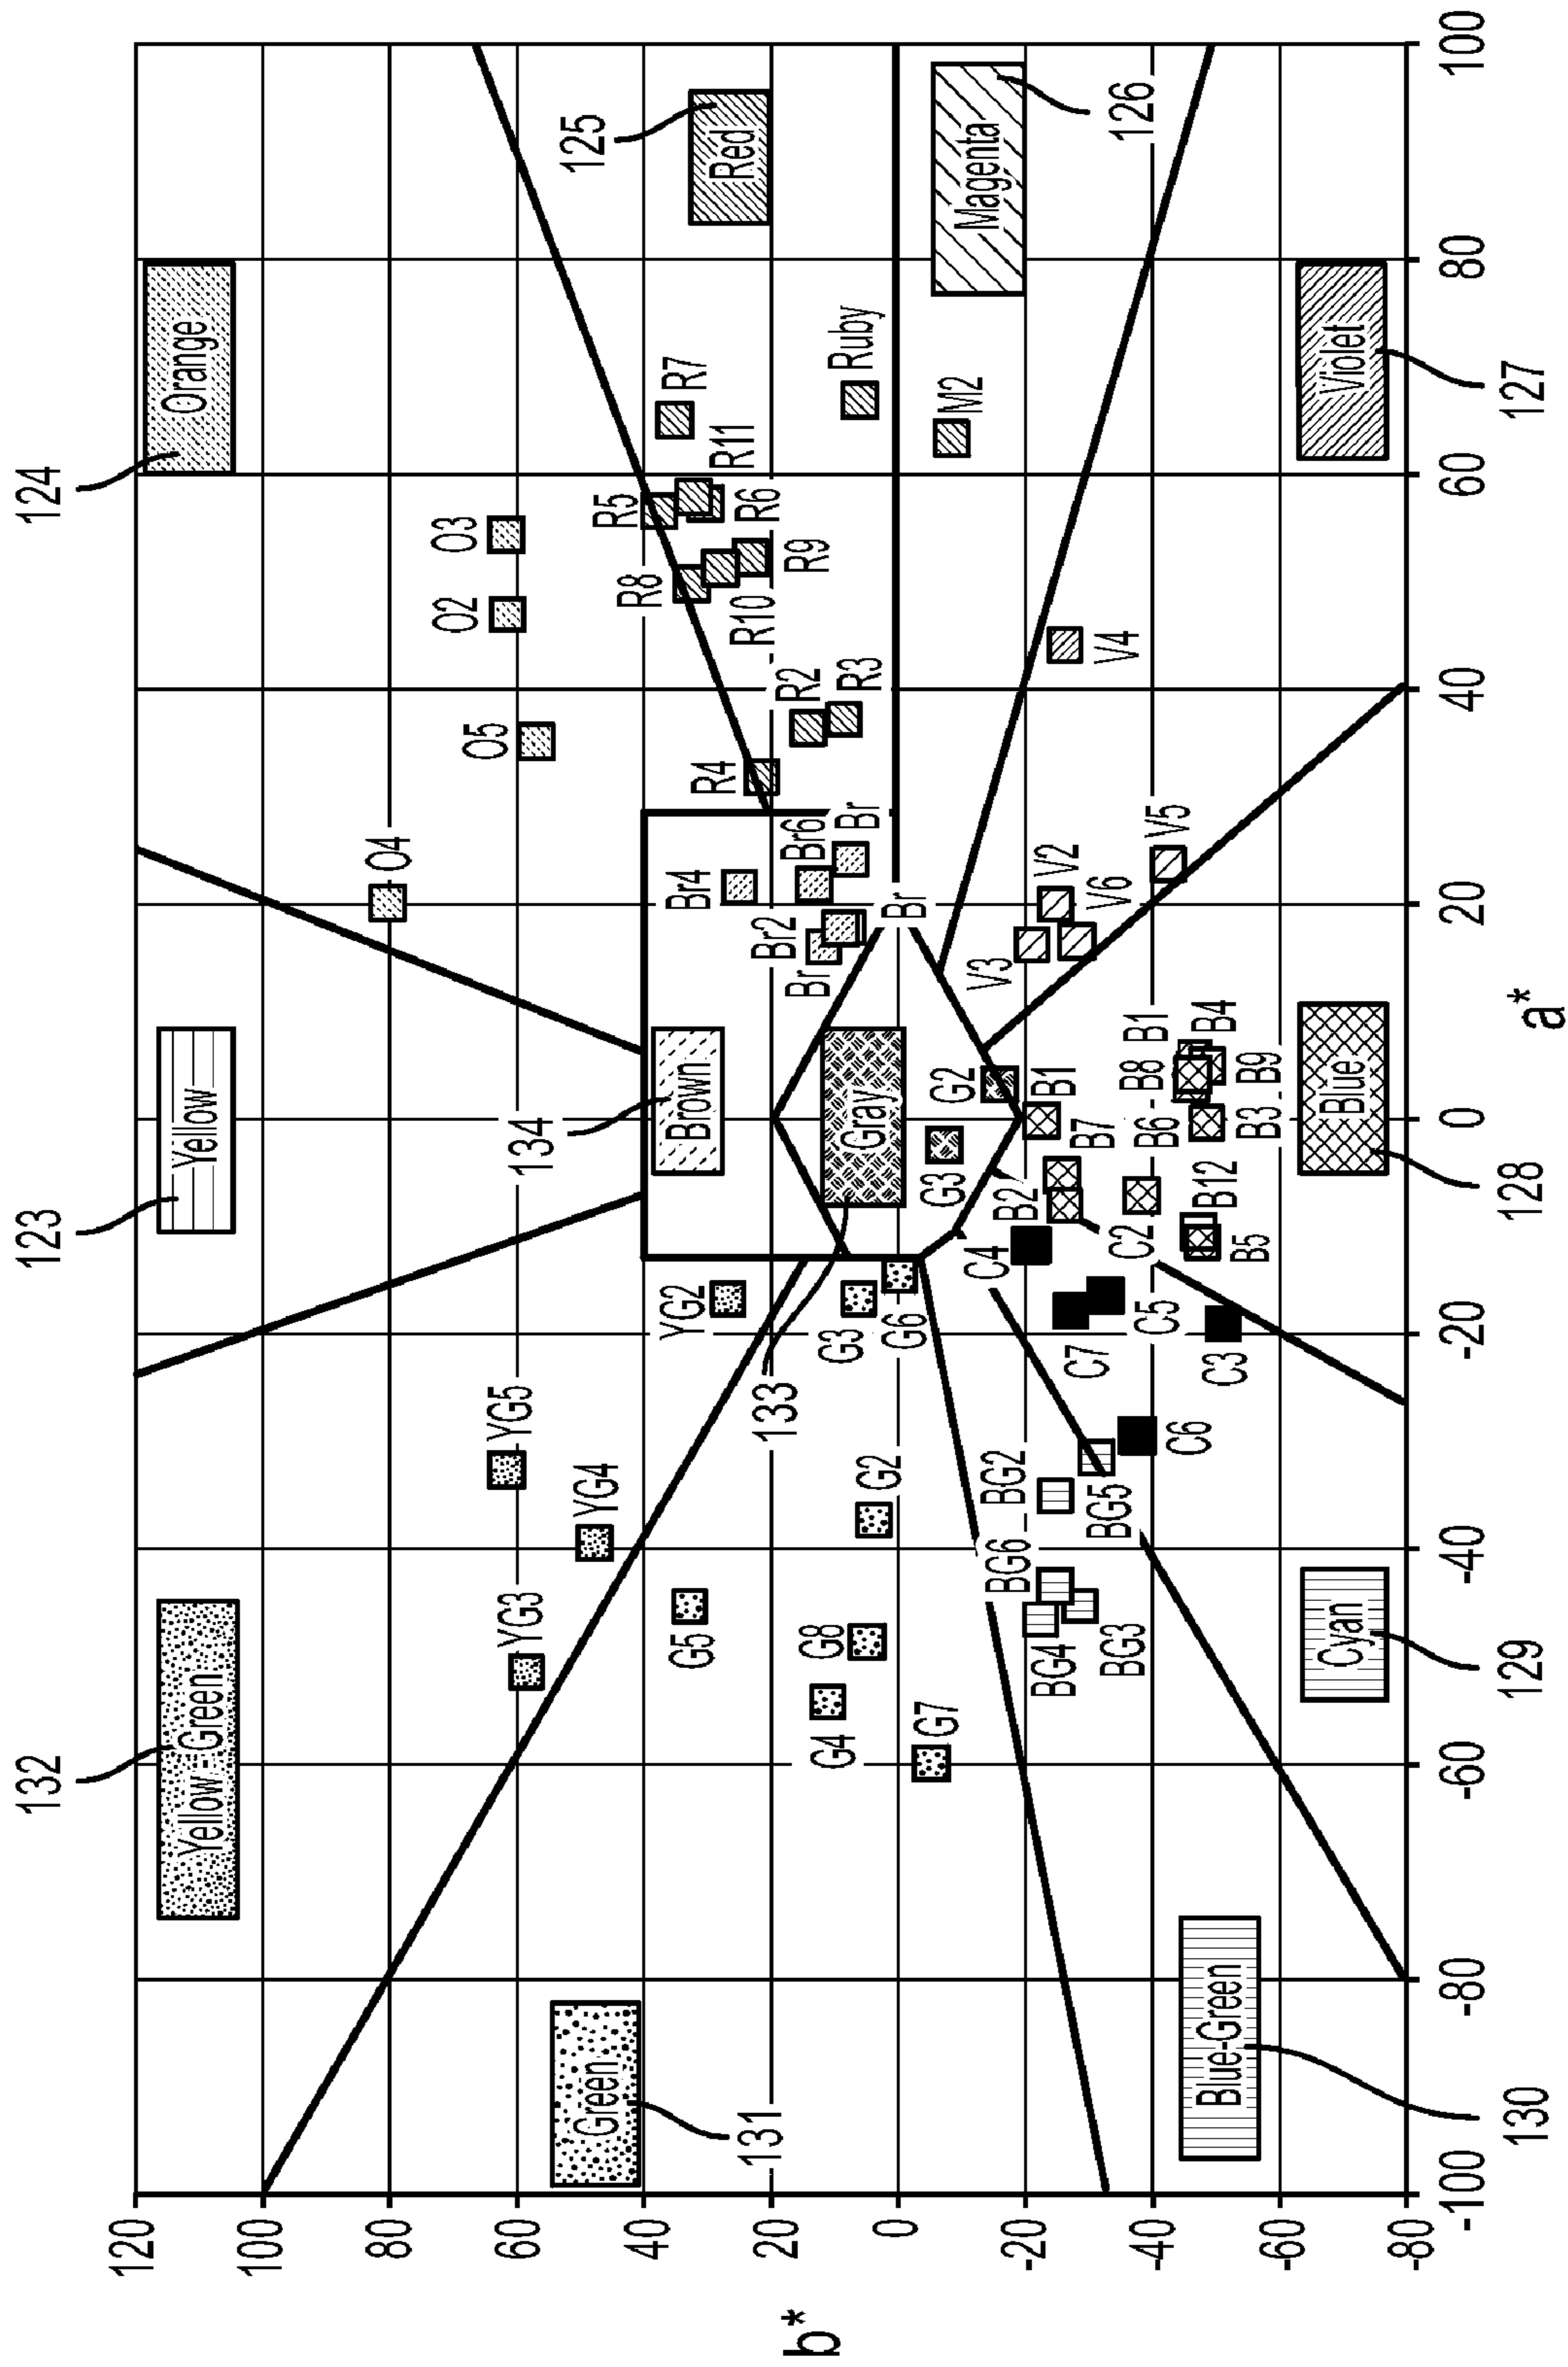 123
124
132
Yellow
Orange
Yellow - Green
O4
O3
O2
O5
YG5
YG4
YG3
125
Red
R7
R11
R5
R6
R8
R9
R10
R4
R2
R3
Ruby
Green
131
134
Brown
Br4
Br6
Br
Br2
Br
Br
YG2
133
Gray
G5
G8
G4
G2
G7
G3
G6
G2
G3
Magenta
126
M2
V4
V2
V5
V3
V6
B1
B2
B7
B1
B4
B8
B9
B6
B3
B12
B5
C4
C2
C7
C5
C3
C6
BG2
BG5
BG6
BG4
BG3
Violet
127
Blue
128
Cyan
129
Blue-Green
130
120
100
80
60
40
20
0
-20
-40
-60
-80
b*
-100
-80
-60
-40
-20
0
20
40
60
80
100
a*